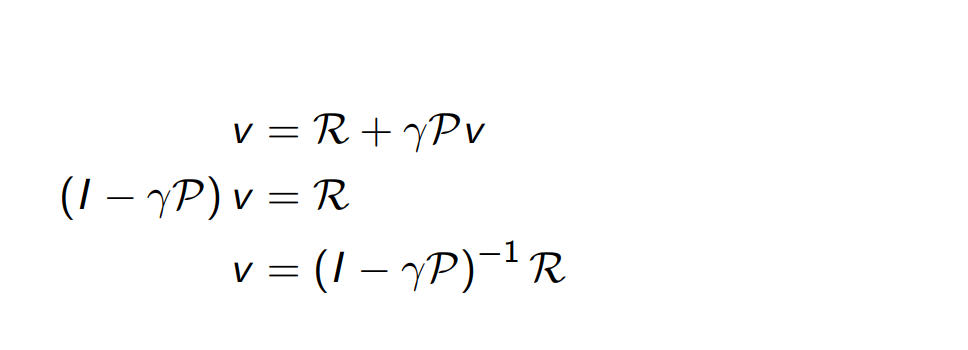 v = ℛ + γ𝒫v
(I − γ𝒫) v = ℛ
v = (I − γ𝒫)⁻¹ ℛ